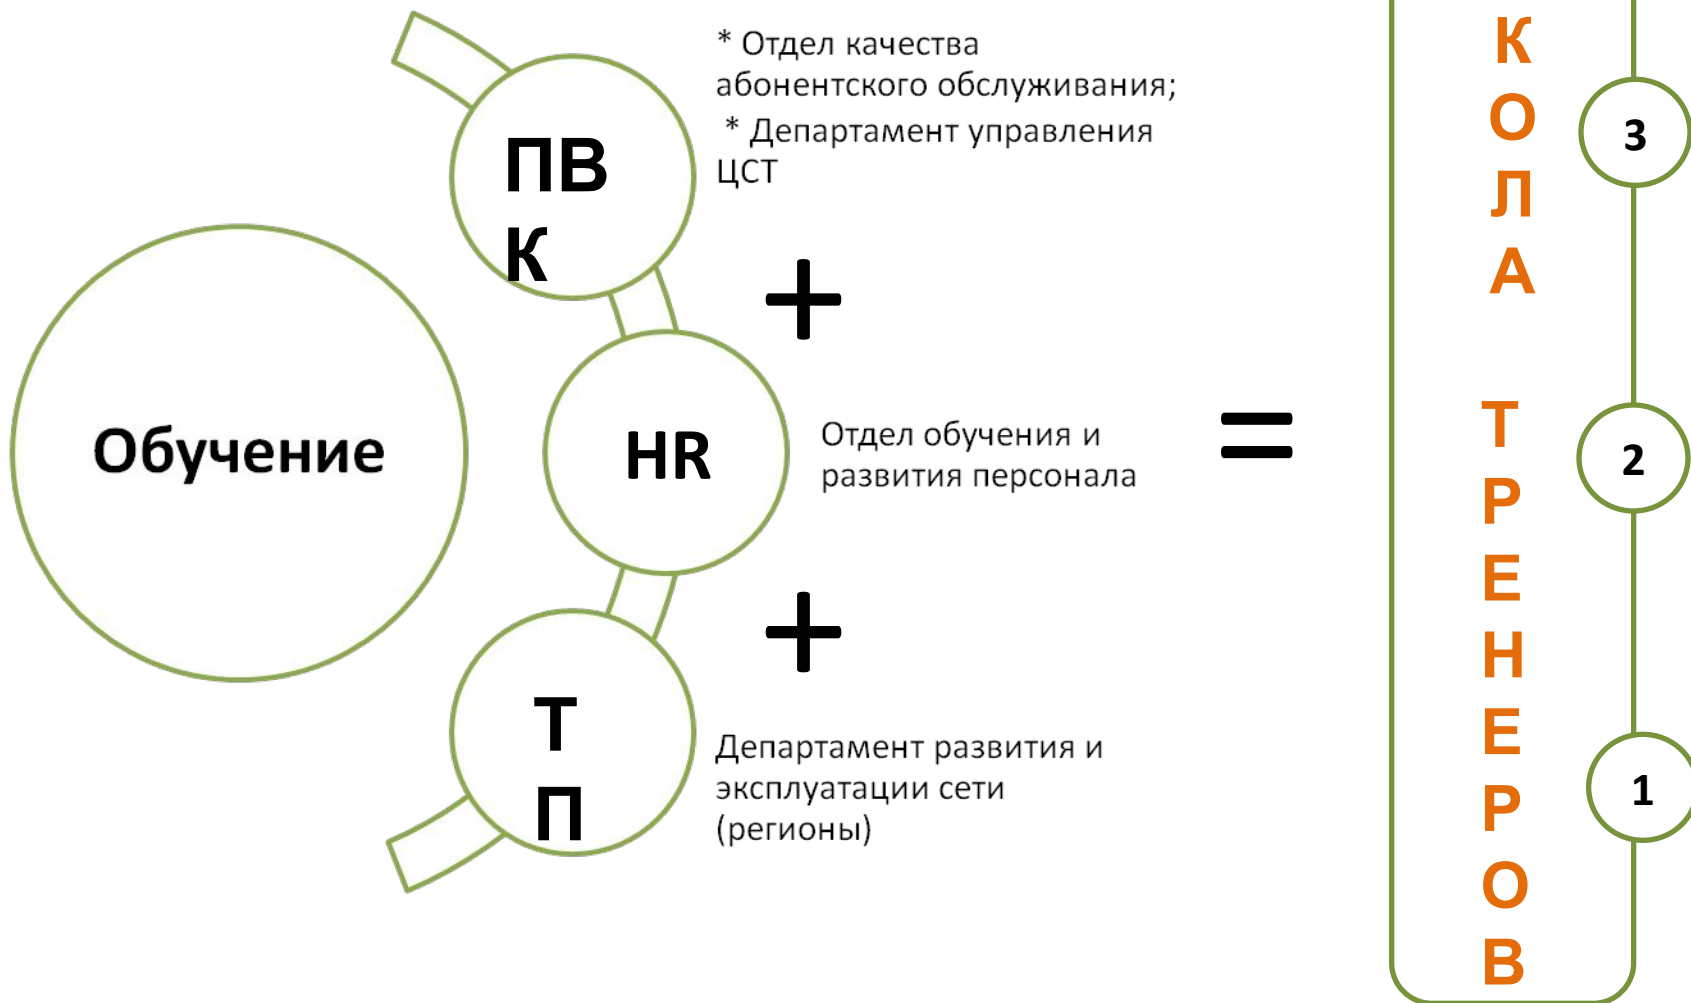 * Отдел качества
абонентского обслуживания;
* Департамент управления
ЦСТ
ПВ
К
+
Обучение
HR
Отдел обучения и
развития персонала
+
Т
П
Департамент развития и
эксплуатации сети
(регионы)
=
К
О
Л
А
Т
Р
Е
Н
Е
Р
О
В
3
2
1